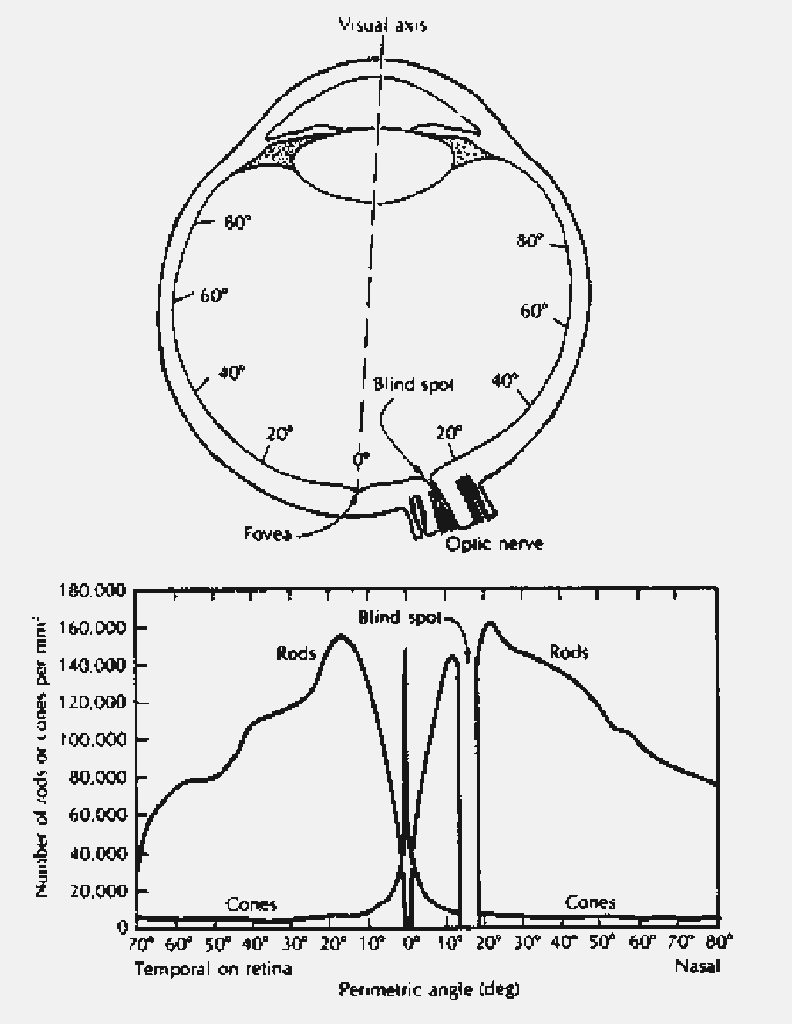 Visual axis
80°
80°
60°
60°
40°
Blind spot
40°
20°
0°
20°
Fovea
Optic nerve
180.000
160.000
140.000
120.000
100.000
80.000
60.000
40.000
20,000
0
Number of rods or cones per mm²
Blind spot
Rods
Rods
Cones
Cones
70° 60° 50° 40° 30° 20° 10° 0° 10° 20° 30° 40° 50° 60° 70° 80°
Temporal on retina
Nasal
Perimetric angle (deg)